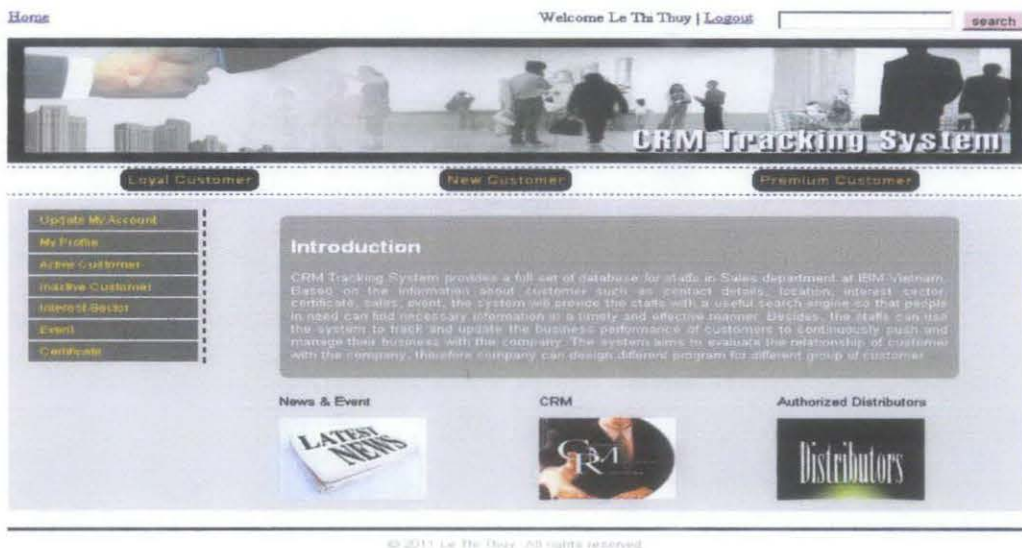 Home
Welcome Le Thi Thuy | Logout
search
CRM Tracking System
Loyal Customer
New Customer
Premium Customer
Update My Account
My Profile
Active Customer
Inactive Customer
Interest Sector
Event
Certificate
Introduction
CRM Tracking System provides a full set of database for staffs in Sales department at IBM Vietnam.
Based on the information about customer such as contact details, location, interest sector
certificate, sales, event, the system will provide the staffs with a useful search engine so that people
in need can find necessary information in a timely and effective manner. Besides, the staffs can use
the system to track and update the business performance of customers to continuously push and
manage their business with the company. The system aims to evaluate the relationship of customer
with the company, therefore company can design different program for different group of customer
News & Event
CRM
Authorized Distributors
LATEST
NEWS
CRM
Distributors
© 2011 Le Thi Thuy. All rights reserved